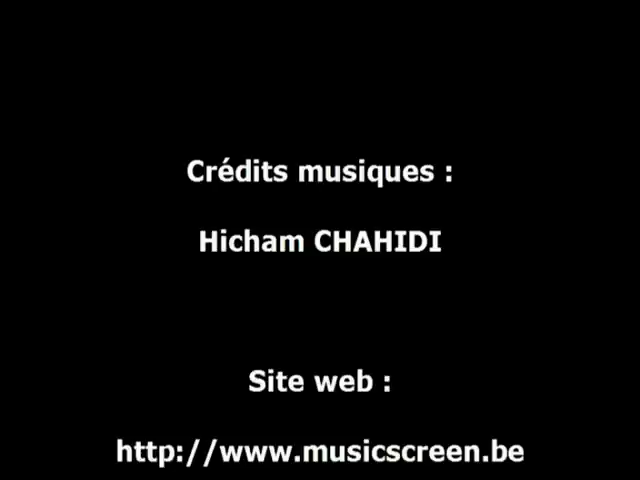 Crédits musiques :
Hicham CHAHIDI
Site web :
http://www.musicscreen.be